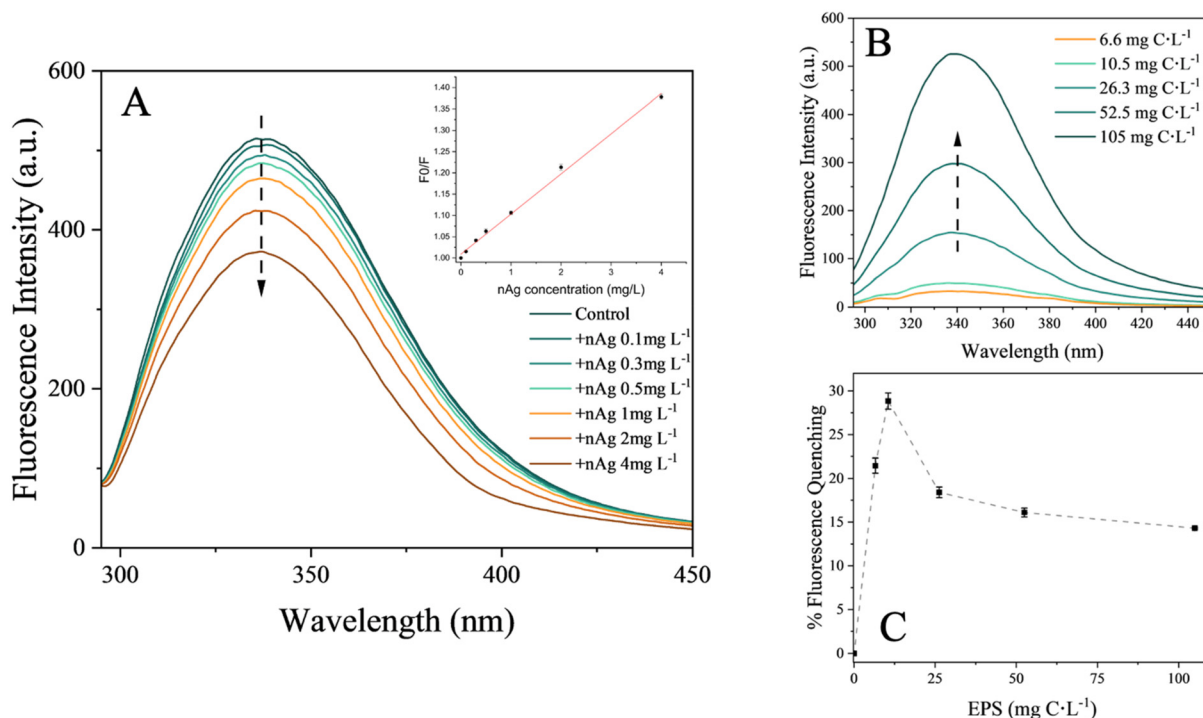 A
600
400
200
0
300
350
400
450
Fluorescence Intensity (a.u.)
Wavelength (nm)
1.40
1.35
1.30
1.25
1.20
1.15
1.10
1.05
1.00
F0/F
0
1
2
3
4
nAg concentration (mg/L)
Control
+nAg 0.1mg L⁻¹
+nAg 0.3mg L⁻¹
+nAg 0.5mg L⁻¹
+nAg 1mg L⁻¹
+nAg 2mg L⁻¹
+nAg 4mg L⁻¹
B
600
500
400
300
200
100
0
Fluorescence Intensity (a.u.)
6.6 mg C·L⁻¹
10.5 mg C·L⁻¹
26.3 mg C·L⁻¹
52.5 mg C·L⁻¹
105 mg C·L⁻¹
300
320
340
360
380
400
420
440
Wavelength (nm)
C
30
25
20
15
10
5
0
% Fluorescence Quenching
0
25
50
75
100
EPS (mg C·L⁻¹)